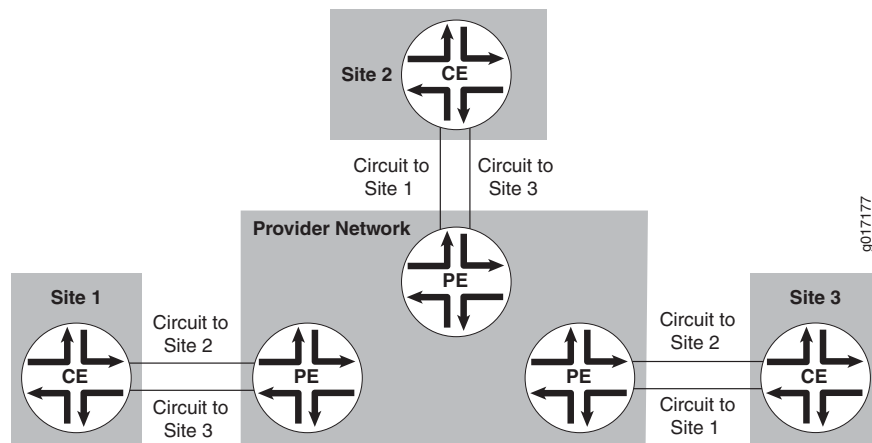 Site 2
CE
Circuit to
Site 1
Circuit to
Site 3
Provider Network
PE
g017177
Site 1
CE
Circuit to
Site 2
Circuit to
Site 3
PE
PE
Circuit to
Site 2
Circuit to
Site 1
Site 3
CE